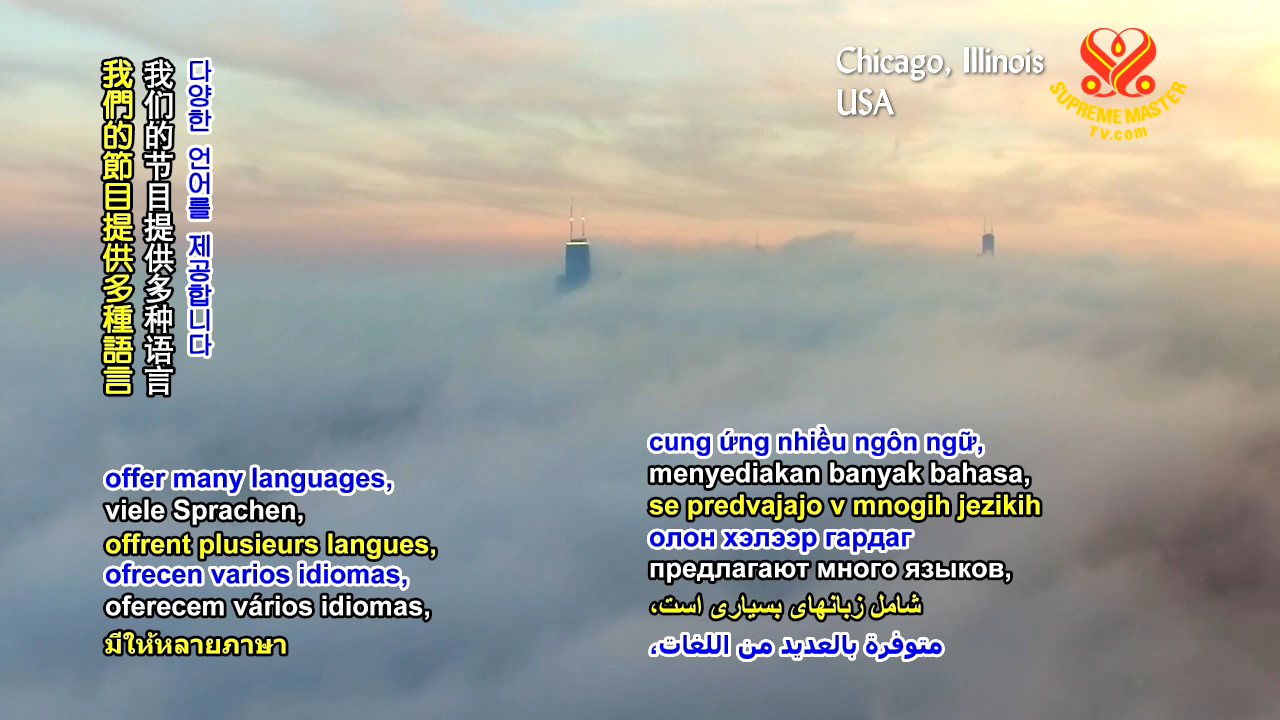 Chicago, Illinois
USA
SUPREME MASTER
TV.com
我們的節目提供多種語言
我们的节目提供多种语言
다양한 언어를 제공합니다
offer many languages,
viele Sprachen,
offrent plusieurs langues,
ofrecen varios idiomas,
oferecem vários idiomas,
มีให้หลายภาษา
cung ứng nhiều ngôn ngữ,
menyediakan banyak bahasa,
se predvajajo v mnogih jezikih
олон хэлээр гардаг
предлагают много языков,
شامل زبانهای بسیاری است،
متوفرة بالعديد من اللغات،